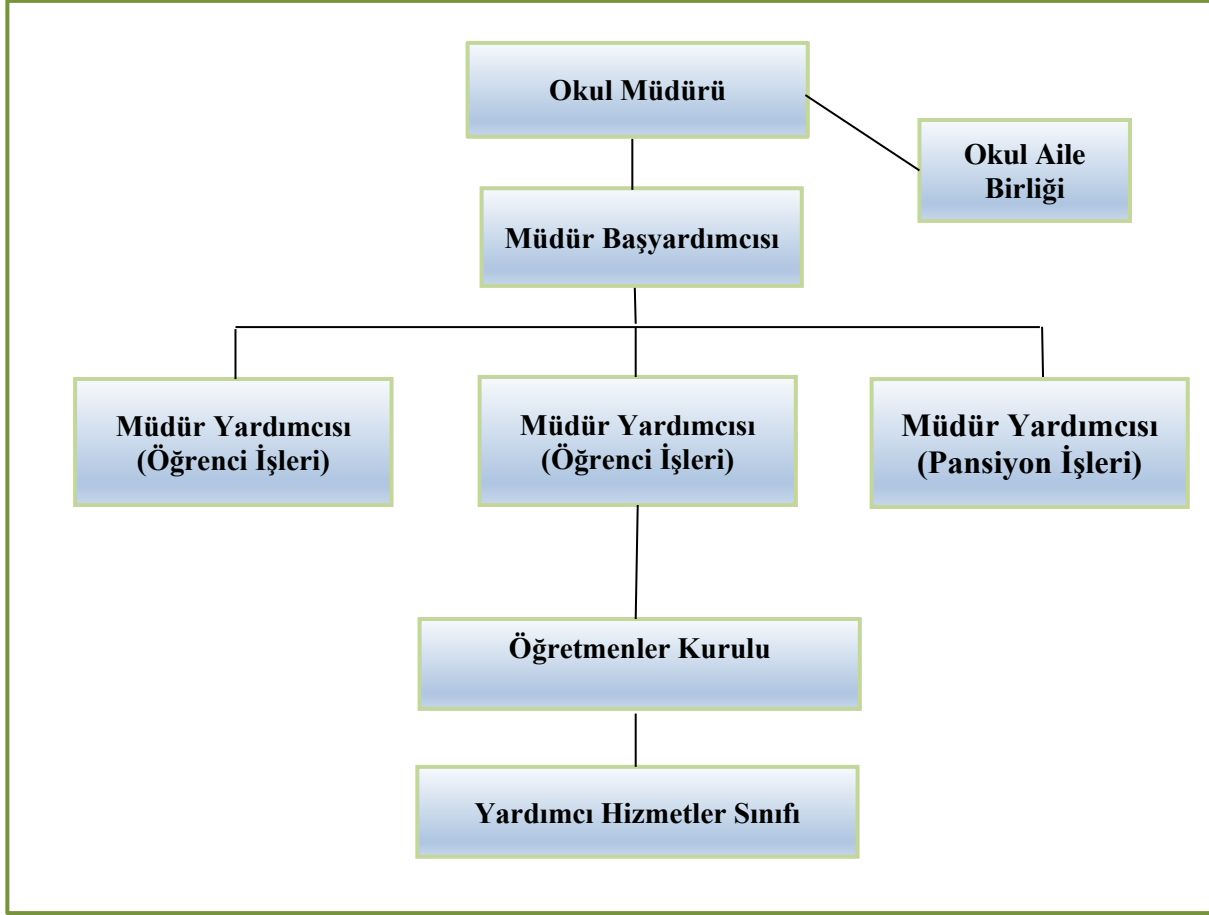 Okul Müdürü
Okul Aile
Birliği
Müdür Başyardımcısı
Müdür Yardımcısı
(Öğrenci İşleri)
Müdür Yardımcısı
(Öğrenci İşleri)
Müdür Yardımcısı
(Pansiyon İşleri)
Öğretmenler Kurulu
Yardımcı Hizmetler Sınıfı